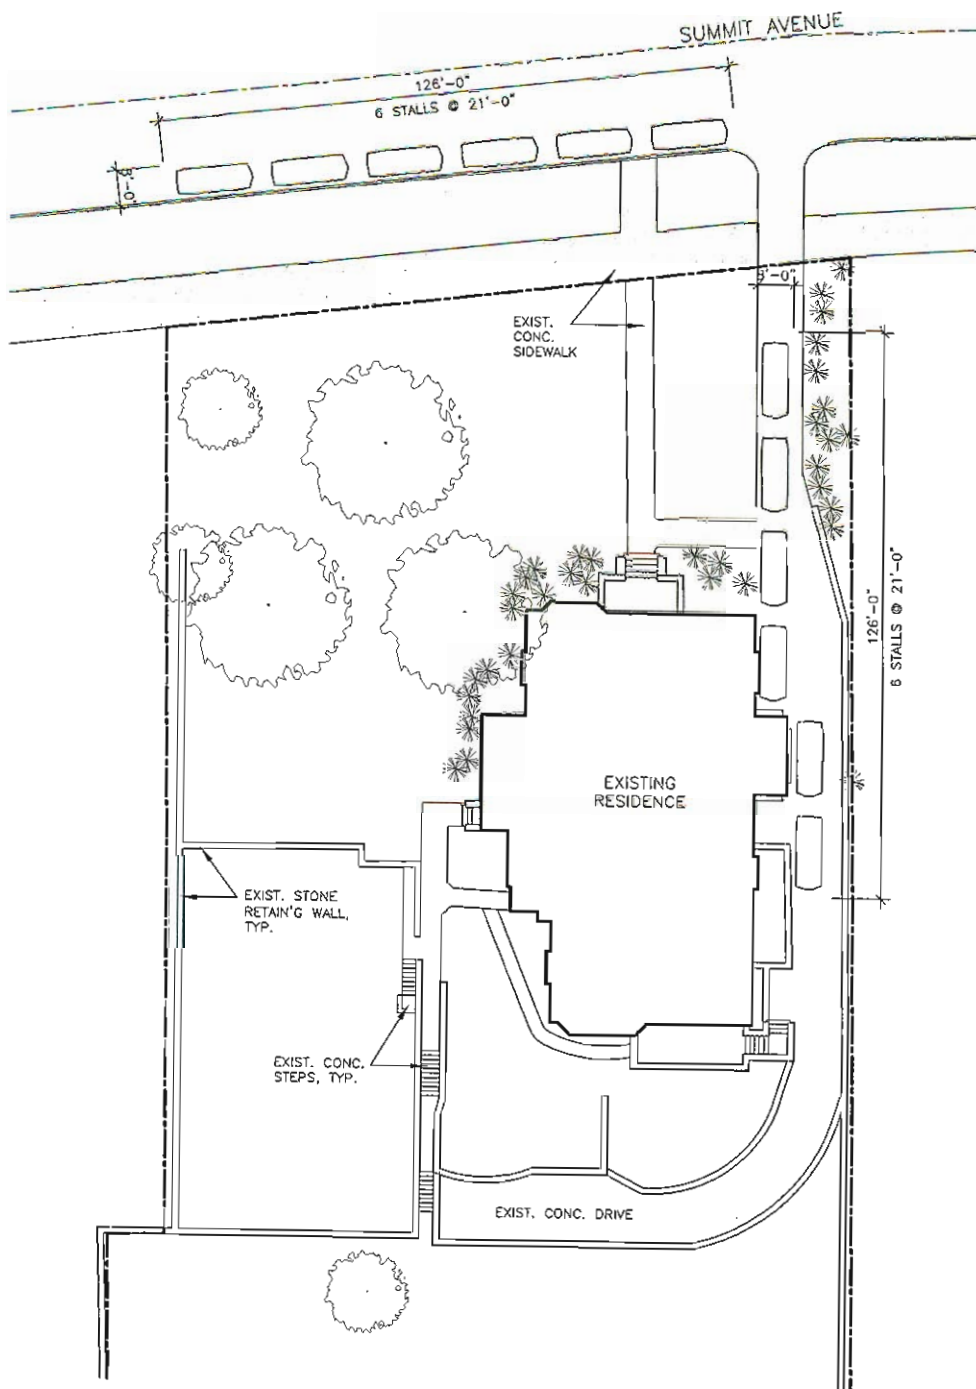 SUMMIT AVENUE
126'-0"
6 STALLS @ 21'-0"
8'-0"
8'-0"
EXIST.
CONC.
SIDEWALK
126'-0"
6 STALLS @ 21'-0"
EXISTING
RESIDENCE
EXIST. STONE
RETAIN'G WALL,
TYP.
EXIST. CONC.
STEPS, TYP.
EXIST. CONC. DRIVE